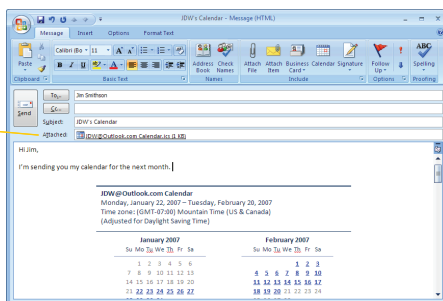 JDW's Calendar - Message (HTML)
Message Insert Options Format Text
Calibri (Bo 11 A A
Paste B I U A
Address Book Check Names Attach File Attach Item Business Card Calendar Signature Follow Up ABC Spelling
Clipboard Basic Text Names Include Options Proofing
Send
To... Jim Smithson
Cc...
Subject: JDW's Calendar
Attached: JDW@Outlook.com Calendar.ics (1 KB)
Hi Jim,
I'm sending you my calendar for the next month.
JDW@Outlook.com Calendar
Monday, January 22, 2007 – Tuesday, February 20, 2007
Time zone: (GMT-07:00) Mountain Time (US & Canada)
(Adjusted for Daylight Saving Time)
January 2007 February 2007
Su Mo Tu We Th Fr Sa Su Mo Tu We Th Fr Sa
1 2 3 4 5 6 1 2 3
7 8 9 10 11 12 13 4 5 6 7 8 9 10
14 15 16 17 18 19 20 11 12 13 14 15 16 17
21 22 23 24 25 26 27 18 19 20 21 22 23 24